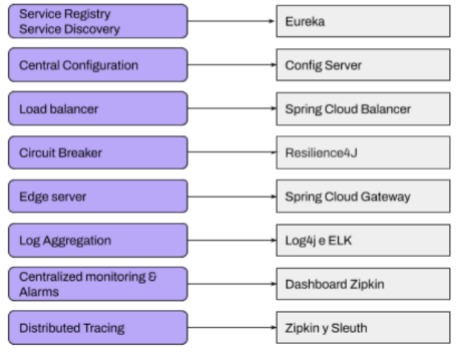 Service Registry
Service Discovery
Eureka
Central Configuration
Config Server
Load balancer
Spring Cloud Balancer
Circuit Breaker
Resilience4J
Edge server
Spring Cloud Gateway
Log Aggregation
Log4j e ELK
Centralized monitoring &
Alarms
Dashboard Zipkin
Distributed Tracing
Zipkin y Sleuth